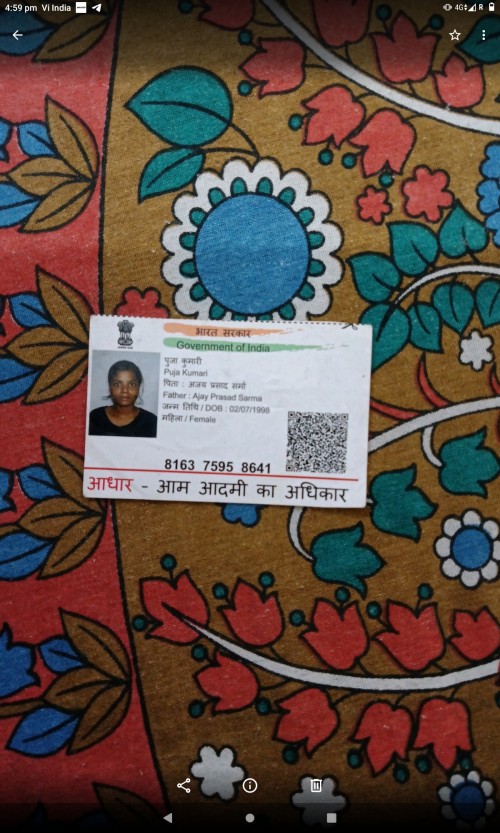 4:59 pm Vi India
4G R
भारत सरकार
Government of India
पुजा कुमारी
Puja Kumari
पिता : अजय प्रसाद सर्मा
Father : Ajay Prasad Sarma
जन्म तिथि / DOB : 02/07/1998
महिला / Female
8163 7595 8641
आधार - आम आदमी का अधिकार